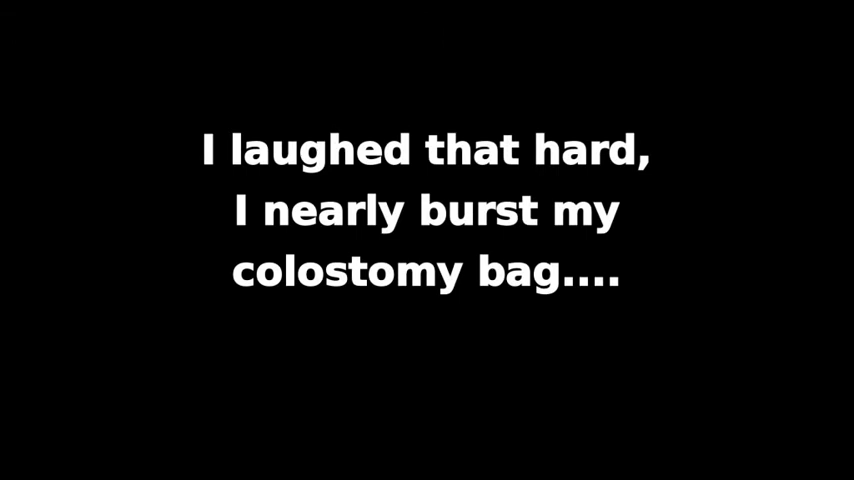 I laughed that hard,
I nearly burst my
colostomy bag....